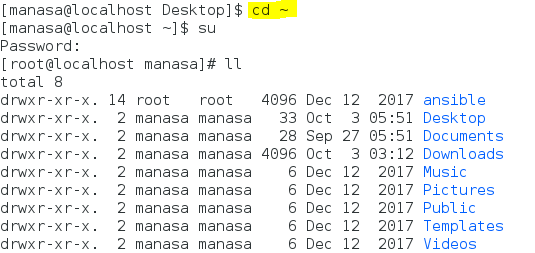 [manasa@localhost Desktop]$ cd ~
[manasa@localhost ~]$ su
Password:
[root@localhost manasa]# ll
total 8
drwxr-xr-x. 14 root   root   4096 Dec 12  2017 ansible
drwxr-xr-x.  2 manasa manasa   33 Oct  3 05:51 Desktop
drwxr-xr-x.  2 manasa manasa   28 Sep 27 05:51 Documents
drwxr-xr-x.  2 manasa manasa 4096 Oct  3 03:12 Downloads
drwxr-xr-x.  2 manasa manasa    6 Dec 12  2017 Music
drwxr-xr-x.  2 manasa manasa    6 Dec 12  2017 Pictures
drwxr-xr-x.  2 manasa manasa    6 Dec 12  2017 Public
drwxr-xr-x.  2 manasa manasa    6 Dec 12  2017 Templates
drwxr-xr-x.  2 manasa manasa    6 Dec 12  2017 Videos